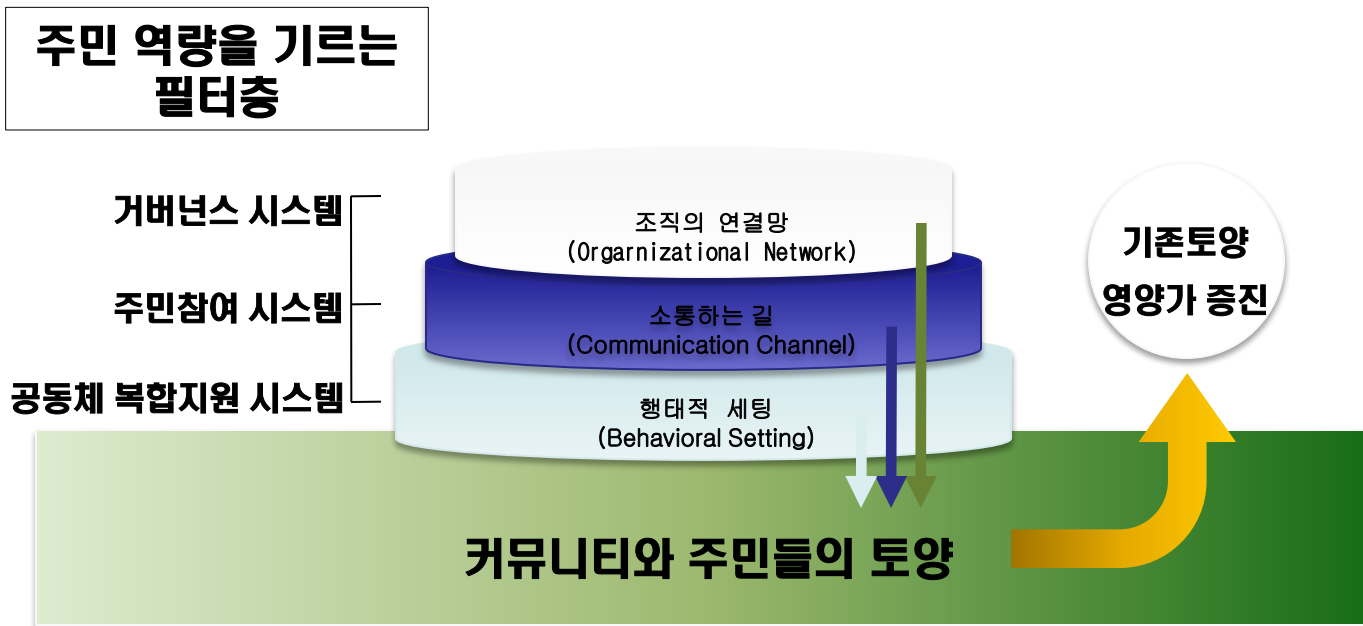 주민 역량을 기르는
필터층
거버넌스 시스템
주민참여 시스템
공동체 복합지원 시스템
조직의 연결망
(Orgarnizational Network)
소통하는 길
(Communication Channel)
행태적 세팅
(Behavioral Setting)
기존토양
영양가 증진
커뮤니티와 주민들의 토양